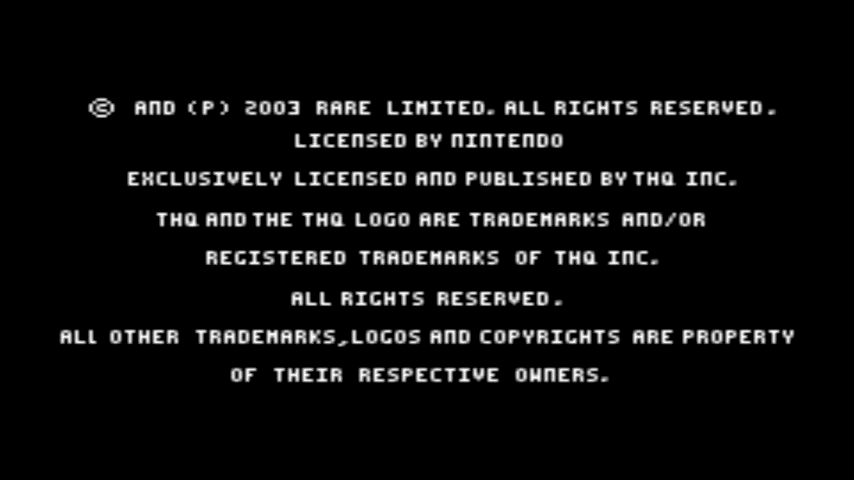 © AND (P) 2003 RARE LIMITED. ALL RIGHTS RESERVED.
LICENSED BY NINTENDO
EXCLUSIVELY LICENSED AND PUBLISHED BY THQ INC.
THQ AND THE THQ LOGO ARE TRADEMARKS AND/OR
REGISTERED TRADEMARKS OF THQ INC.
ALL RIGHTS RESERVED.
ALL OTHER TRADEMARKS,LOGOS AND COPYRIGHTS ARE PROPERTY
OF THEIR RESPECTIVE OWNERS.